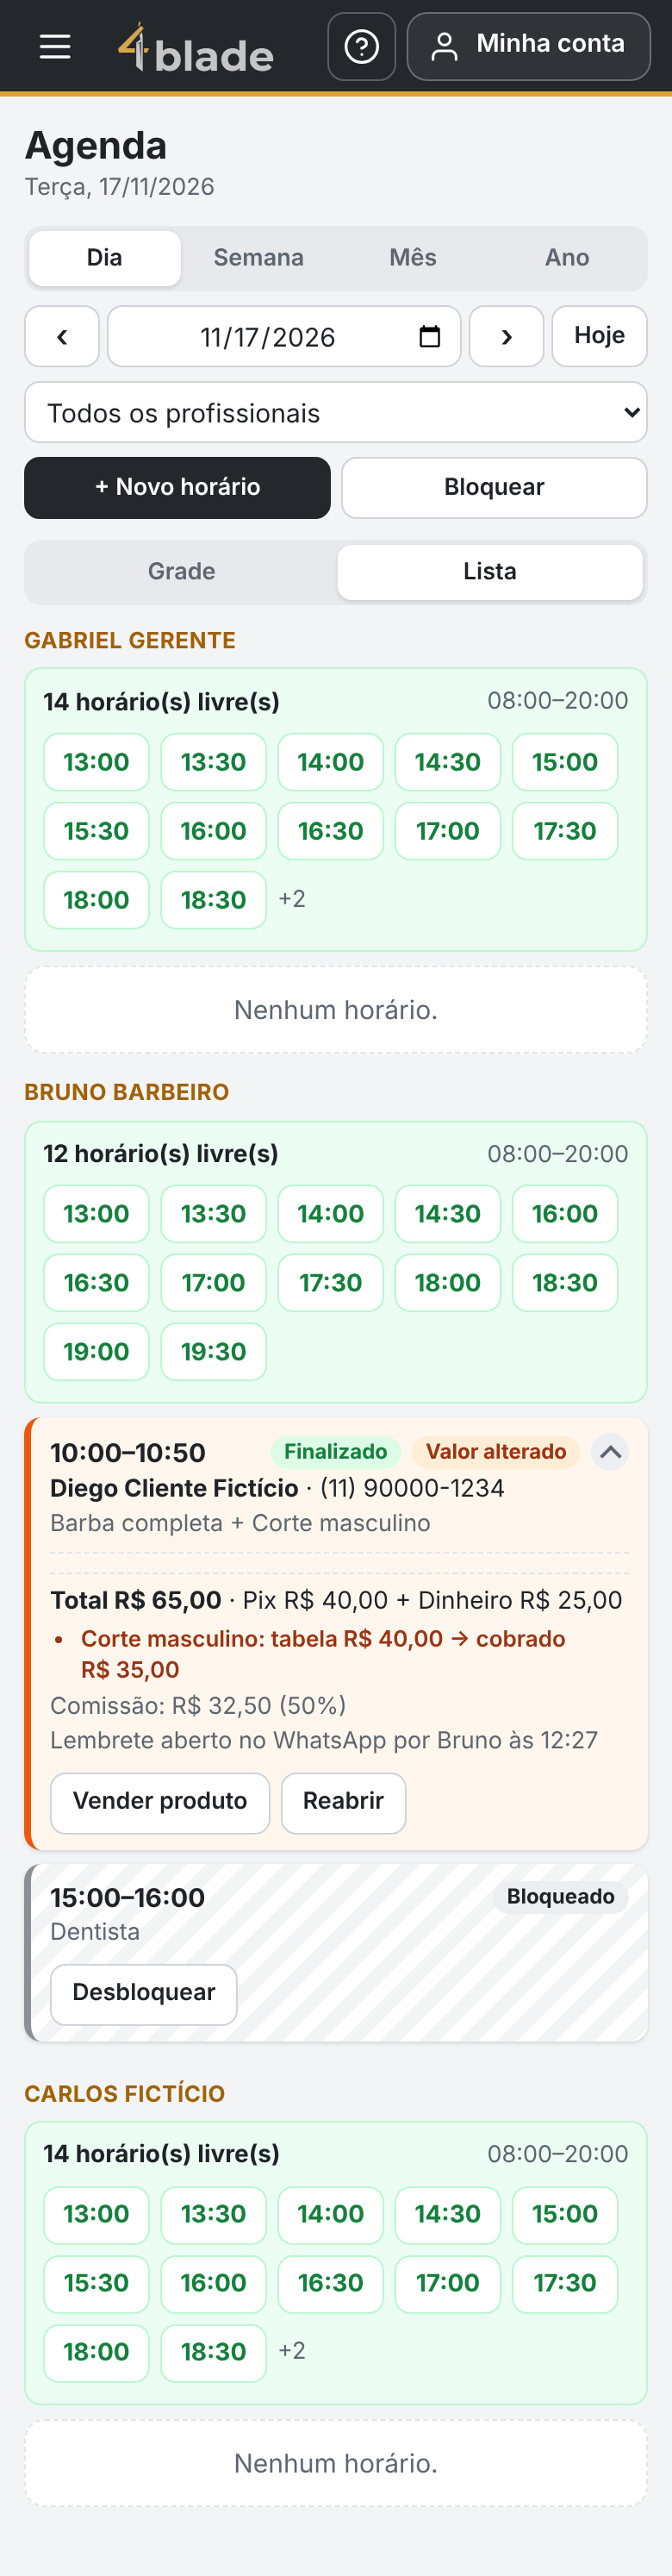 4blade
Minha conta
Agenda
Terça, 17/11/2026
Dia Semana Mês Ano
‹ 11/17/2026 › Hoje
Todos os profissionais
+ Novo horário Bloquear
Grade Lista
GABRIEL GERENTE
14 horário(s) livre(s) 08:00–20:00
13:00 13:30 14:00 14:30 15:00
15:30 16:00 16:30 17:00 17:30
18:00 18:30 +2
Nenhum horário.
BRUNO BARBEIRO
12 horário(s) livre(s) 08:00–20:00
13:00 13:30 14:00 14:30 16:00
16:30 17:00 17:30 18:00 18:30
19:00 19:30
10:00–10:50 Finalizado Valor alterado
Diego Cliente Fictício · (11) 90000-1234
Barba completa + Corte masculino
Total R$ 65,00 · Pix R$ 40,00 + Dinheiro R$ 25,00
• Corte masculino: tabela R$ 40,00 → cobrado
R$ 35,00
Comissão: R$ 32,50 (50%)
Lembrete aberto no WhatsApp por Bruno às 12:27
Vender produto Reabrir
15:00–16:00 Bloqueado
Dentista
Desbloquear
CARLOS FICTÍCIO
14 horário(s) livre(s) 08:00–20:00
13:00 13:30 14:00 14:30 15:00
15:30 16:00 16:30 17:00 17:30
18:00 18:30 +2
Nenhum horário.